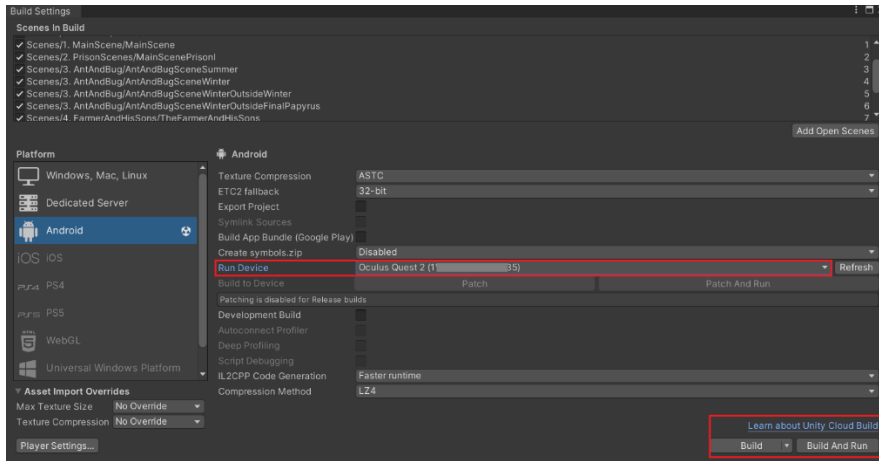 Build Settings
Scenes In Build
Scenes/1. MainScene/MainScene 1
Scenes/2. PrisonScenes/MainScenePrisonI 2
Scenes/3. AntAndBug/AntAndBugSceneSummer 3
Scenes/3. AntAndBug/AntAndBugSceneWinter 4
Scenes/3. AntAndBug/AntAndBugSceneWinterOutsideWinter 5
Scenes/3. AntAndBug/AntAndBugSceneWinterOutsideFinalPapyrus 6
Scenes/4. FarmerAndHisSons/TheFarmerAndHisSons 7
Add Open Scenes
Platform
Windows, Mac, Linux
Dedicated Server
Android
iOS iOS
PS4 PS4
PS5 PS5
HTML 5 WebGL
Universal Windows Platform
Android
Texture Compression ASTC
ETC2 fallback 32-bit
Export Project
Symlink Sources
Build App Bundle (Google Play)
Create symbols.zip Disabled
Run Device Oculus Quest 2 (1 35) Refresh
Build to Device Patch Patch And Run
Patching is disabled for Release builds
Development Build
Autoconnect Profiler
Deep Profiling
Script Debugging
IL2CPP Code Generation Faster runtime
Compression Method LZ4
Asset Import Overrides
Max Texture Size No Override
Texture Compression No Override
Player Settings...
Learn about Unity Cloud Build
Build Build And Run